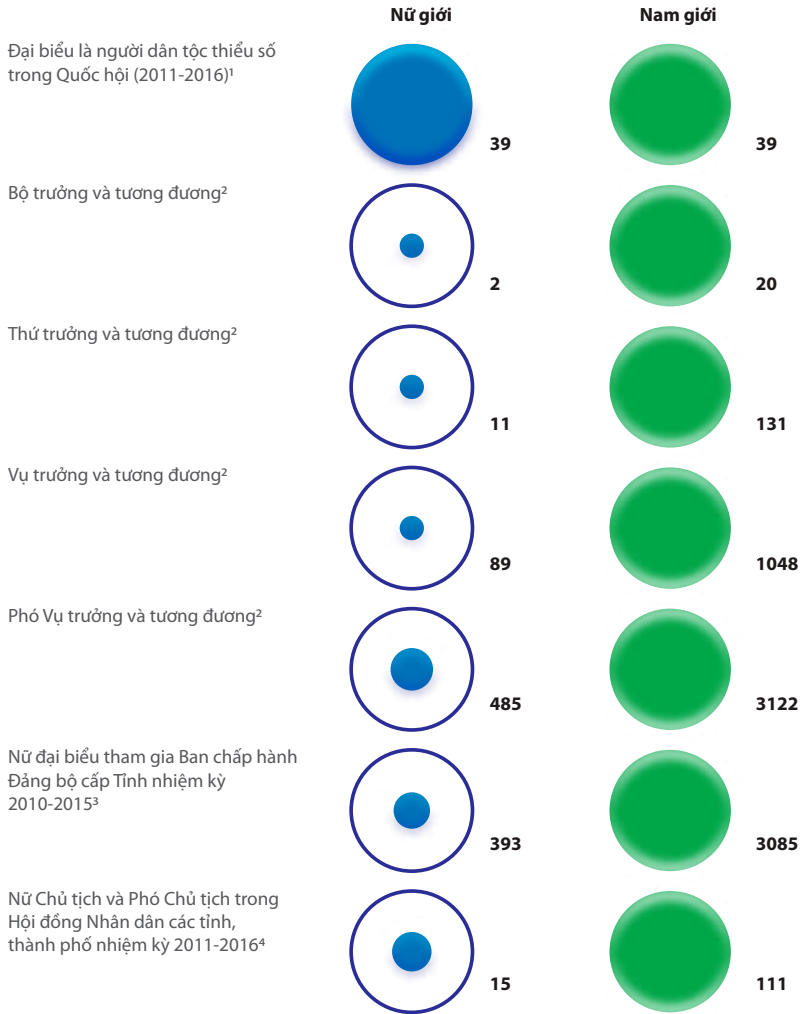 Nữ giới
Nam giới
Đại biểu là người dân tộc thiểu số
trong Quốc hội (2011-2016)¹
39
39
Bộ trưởng và tương đương²
2
20
Thứ trưởng và tương đương²
11
131
Vụ trưởng và tương đương²
89
1048
Phó Vụ trưởng và tương đương²
485
3122
Nữ đại biểu tham gia Ban chấp hành
Đảng bộ cấp Tỉnh nhiệm kỳ
2010-2015³
393
3085
Nữ Chủ tịch và Phó Chủ tịch trong
Hội đồng Nhân dân các tỉnh,
thành phố nhiệm kỳ 2011-2016⁴
15
111